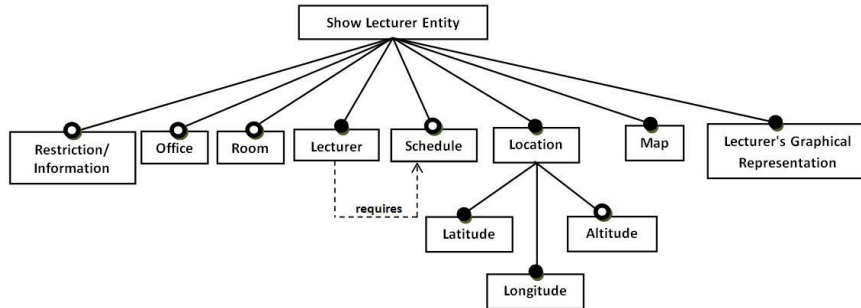 Show Lecturer Entity
Restriction/
Information
Office
Room
Lecturer
Schedule
Location
Map
Lecturer's Graphical
Representation
requires
Latitude
Altitude
Longitude